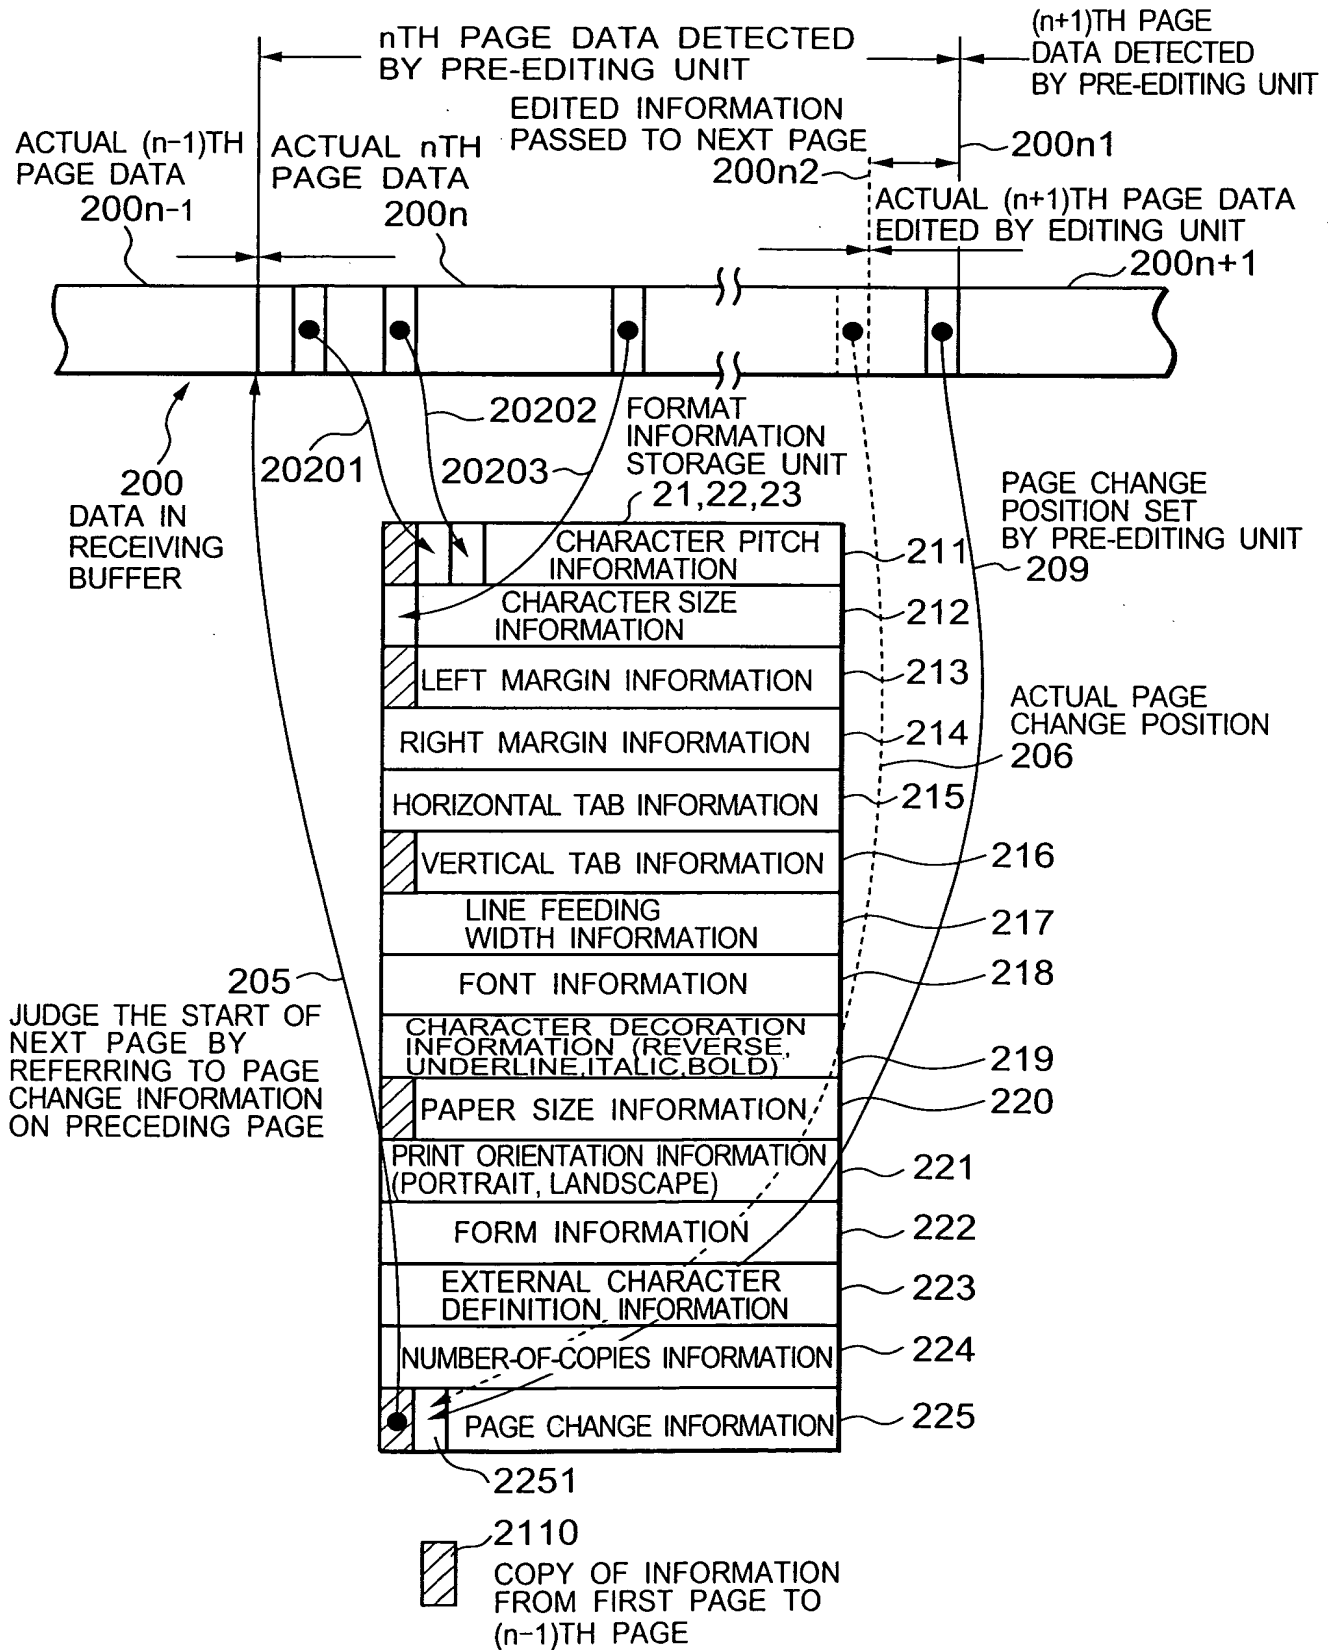 nTH PAGE DATA DETECTED
BY PRE-EDITING UNIT
(n+1)TH PAGE
DATA DETECTED
BY PRE-EDITING UNIT
EDITED INFORMATION
PASSED TO NEXT PAGE
200n2
200n1
ACTUAL (n-1)TH
PAGE DATA
200n-1
ACTUAL nTH
PAGE DATA
200n
ACTUAL (n+1)TH PAGE DATA
EDITED BY EDITING UNIT
200n+1
200
DATA IN
RECEIVING
BUFFER
20201
20202
20203
FORMAT
INFORMATION
STORAGE UNIT
21,22,23
PAGE CHANGE
POSITION SET
BY PRE-EDITING UNIT
209
CHARACTER PITCH
INFORMATION
211
CHARACTER SIZE
INFORMATION
212
LEFT MARGIN INFORMATION
213
ACTUAL PAGE
CHANGE POSITION
206
RIGHT MARGIN INFORMATION
214
HORIZONTAL TAB INFORMATION
215
VERTICAL TAB INFORMATION
216
LINE FEEDING
WIDTH INFORMATION
217
FONT INFORMATION
218
205
JUDGE THE START OF
NEXT PAGE BY
REFERRING TO PAGE
CHANGE INFORMATION
ON PRECEDING PAGE
CHARACTER DECORATION
INFORMATION (REVERSE,
UNDERLINE,ITALIC,BOLD)
219
PAPER SIZE INFORMATION
220
PRINT ORIENTATION INFORMATION
(PORTRAIT, LANDSCAPE)
221
FORM INFORMATION
222
EXTERNAL CHARACTER
DEFINITION INFORMATION
223
NUMBER-OF-COPIES INFORMATION
224
PAGE CHANGE INFORMATION
225
2251
2110
COPY OF INFORMATION
FROM FIRST PAGE TO
(n-1)TH PAGE